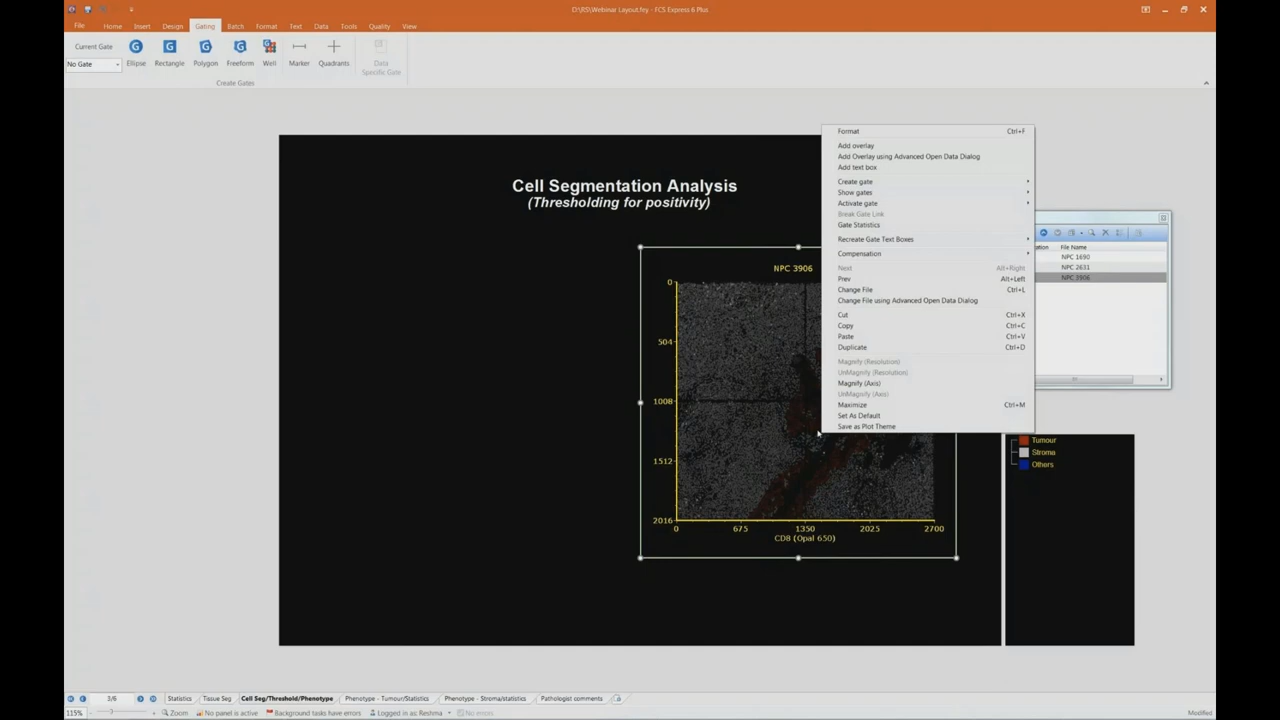 D:\RS\Webinar Layout.fey - FCS Express 6 Plus
File Home Insert Design Gating Batch Format Text Data Tools Quality View
Current Gate
No Gate
Ellipse Rectangle Polygon Freeform Well Marker Quadrants Data
Specific Gate
Create Gates
Cell Segmentation Analysis
(Thresholding for positivity)
NPC 3906
0
504
1008
1512
2016
0 675 1350 2025 2700
CD8 (Opal 650)
Format Ctrl+F
Add overlay
Add Overlay using Advanced Open Data Dialog
Add text box
Create gate
Show gates
Activate gate
Break Gate Link
Gate Statistics
Recreate Gate Text Boxes
Compensation
Next Alt+Right
Prev Alt+Left
Change File Ctrl+L
Change File using Advanced Open Data Dialog
Cut Ctrl+X
Copy Ctrl+C
Paste Ctrl+V
Duplicate Ctrl+D
Magnify (Resolution)
UnMagnify (Resolution)
Magnify (Axis)
UnMagnify (Axis)
Maximize Ctrl+M
Set As Default
Save as Plot Theme
ation File Name
NPC 1690
NPC 2631
NPC 3906
Tumour
Stroma
Others
3/6 Statistics Tissue Seg Cell Seg/Threshold/Phenotype Phenotype - Tumour/Statistics Phenotype - Stroma/statistics Pathologist comments
115% Zoom No panel is active Background tasks have errors Logged in as: Reshma No errors Modified